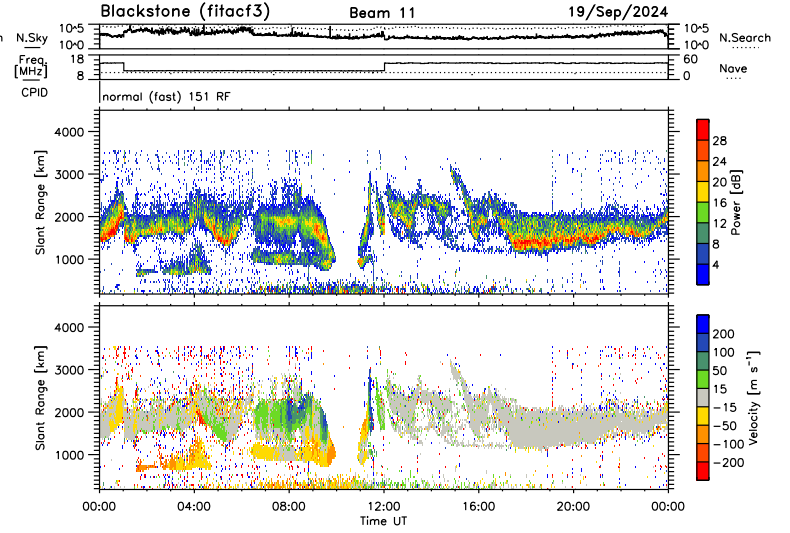 Blackstone (fitacf3) Beam 11 19/Sep/2024
N.Sky 10^5 10^0 10^5 10^0 N.Search
Freq. [MHz] 18 8 60 0 Nave
CPID normal (fast) 151 RF
Slant Range [km] 4000 3000 2000 1000
28 24 20 16 12 8 4 Power [dB]
Slant Range [km] 4000 3000 2000 1000
200 100 50 15 -15 -50 -100 -200 Velocity [m s⁻¹]
00:00 04:00 08:00 12:00 16:00 20:00 00:00
Time UT